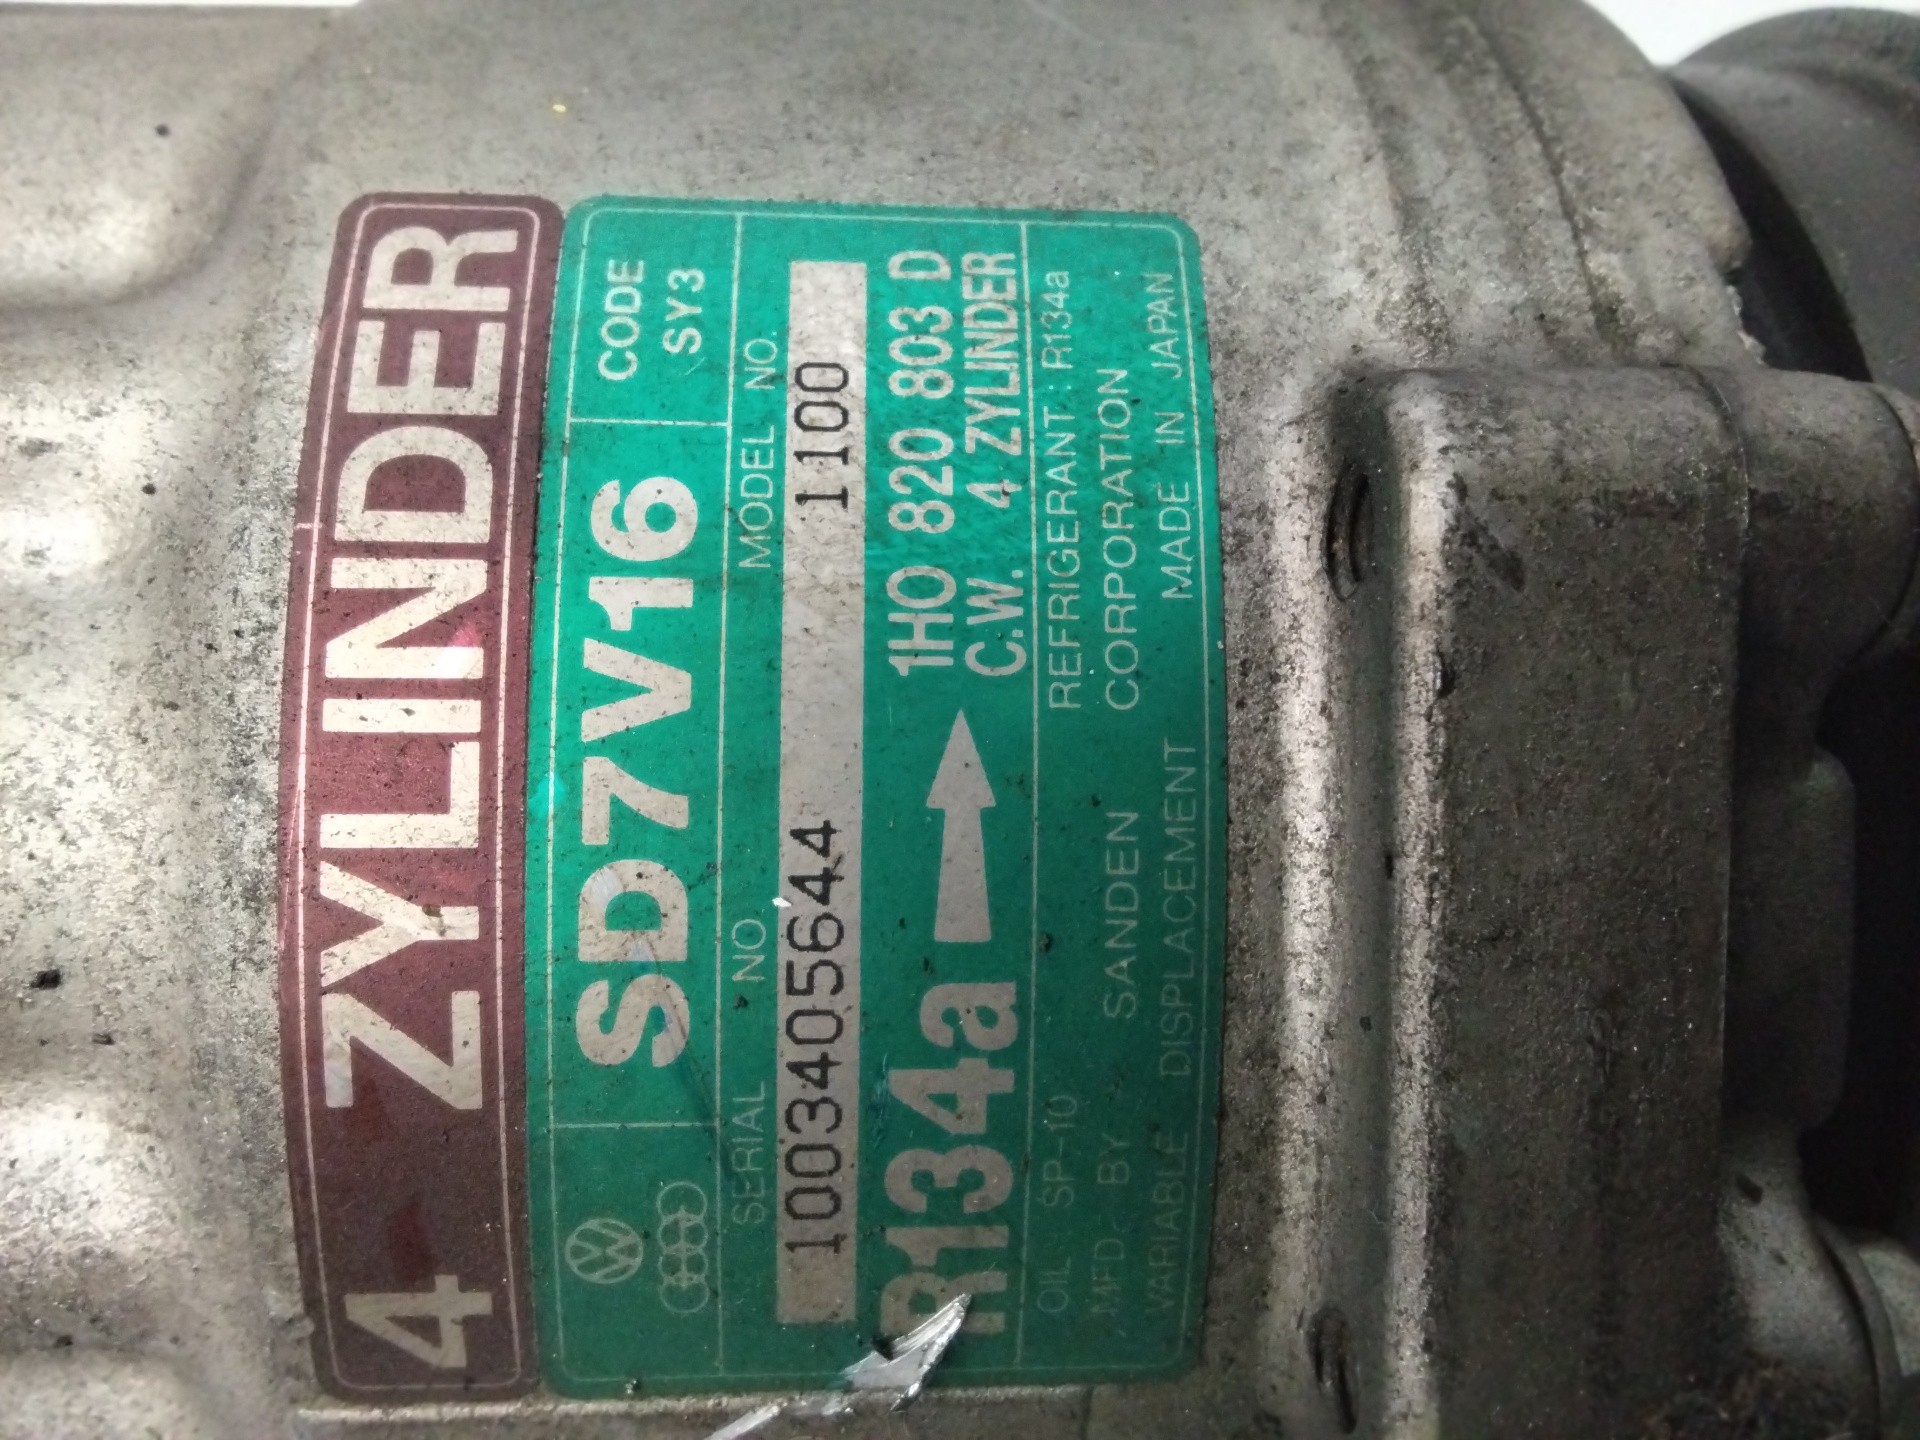 4 ZYLINDER
SD7V16
CODE
SY3
SERIAL NO
MODEL NO.
1003405644
1100
R134a
1HO 820 803 D
C.W. 4 ZYLINDER
OIL : SP-10
REFRIGERANT : R134a
MFD. BY SANDEN CORPORATION
VARIABLE DISPLACEMENT
MADE IN JAPAN